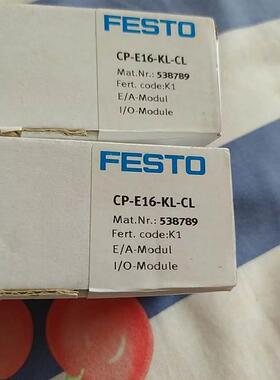 FESTO
CP-E16-KL-CL
Mat.Nr.: 538789
Fert. code:K1
E/A-Modul
I/O-Module
FESTO
CP-E16-KL-CL
Mat.Nr.: 538789
Fert. code:K1
E/A-Modul
I/O-Module